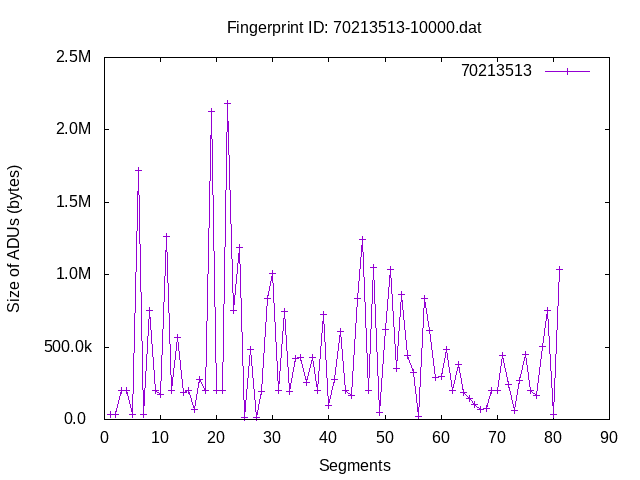 Fingerprint ID: 70213513-10000.dat
70213513
2.5M
2.0M
1.5M
1.0M
500.0k
0.0
Size of ADUs (bytes)
0 10 20 30 40 50 60 70 80 90
Segments